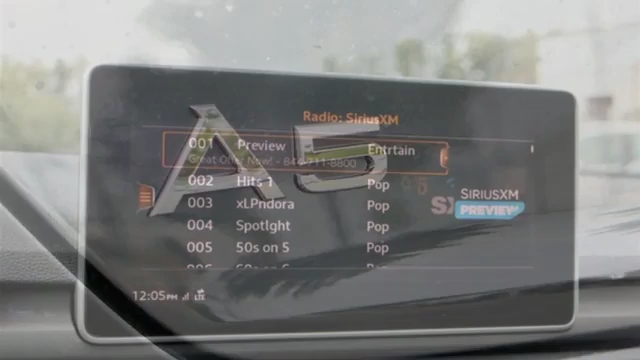 Radio: SiriusXM
001 Preview Entrtain
Great Offer Now! - 844-711-8800
002 Hits 1 Pop
003 xLPndora Pop
004 Spotlght Pop
005 50s on 5 Pop
SIRIUSXM
PREVIEW
12:05PM LTE
A5